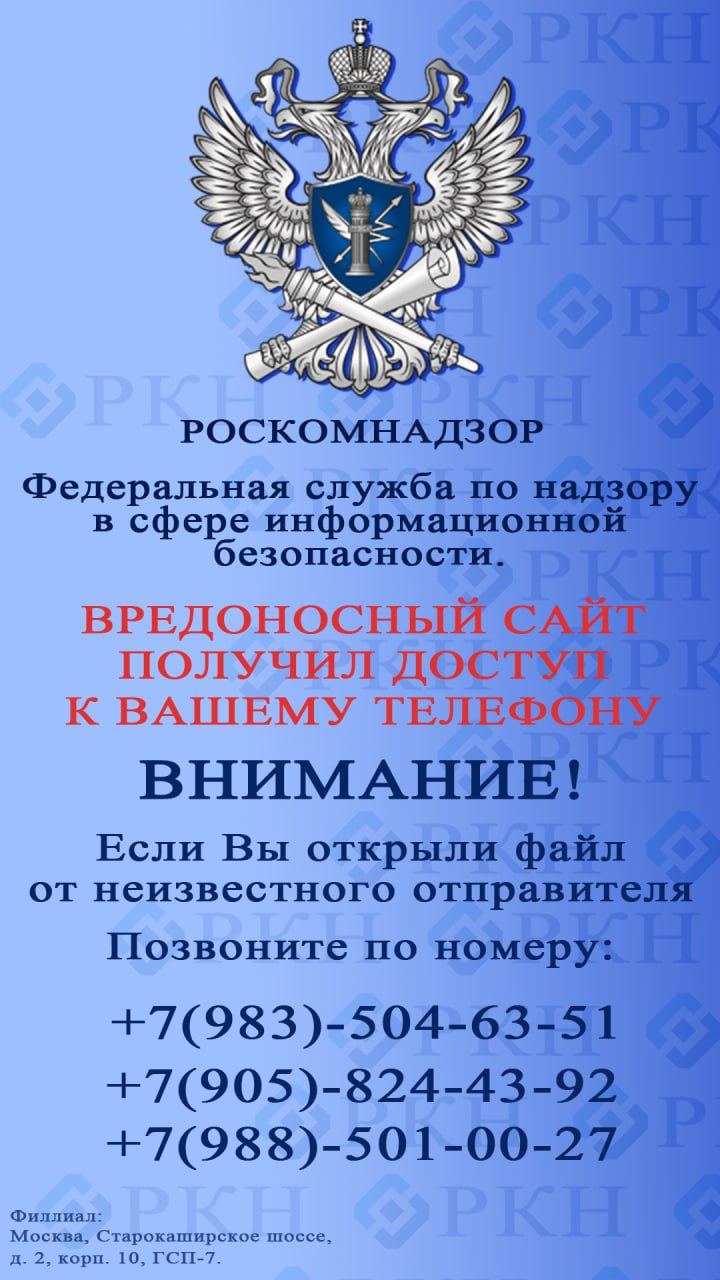 РОСКОМНАДЗОР
Федеральная служба по надзору
в сфере информационной
безопасности.
ВРЕДОНОСНЫЙ САЙТ
ПОЛУЧИЛ ДОСТУП
К ВАШЕМУ ТЕЛЕФОНУ
ВНИМАНИЕ!
Если Вы открыли файл
от неизвестного отправителя
Позвоните по номеру:
+7(983)-504-63-51
+7(905)-824-43-92
+7(988)-501-00-27
Филлиал:
Москва, Старокаширское шоссе,
д. 2, корп. 10, ГСП-7.